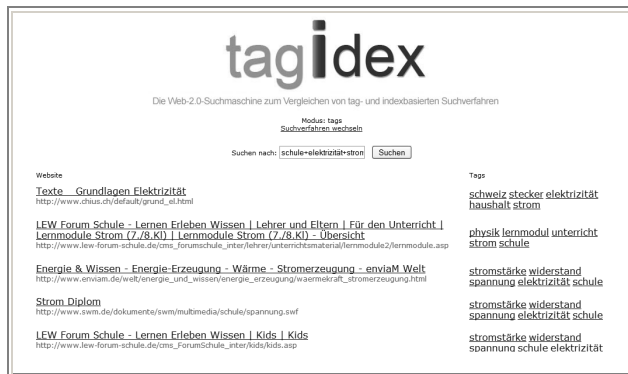 tagidex
Die Web-2.0-Suchmaschine zum Vergleichen von tag- und indexbasierten Suchverfahren
Modus: tags
Suchverfahren wechseln
Suchen nach: schule+elektrizität+stron Suchen
Website Tags
Texte Grundlagen Elektrizität
http://www.chius.ch/default/grund_el.html
schweiz stecker elektrizität
haushalt strom
LEW Forum Schule - Lernen Erleben Wissen | Lehrer und Eltern | Für den Unterricht |
Lernmodule Strom (7./8.Kl) | Lernmodule Strom (7./8.Kl) - Übersicht
http://www.lew-forum-schule.de/cms_forumschule_inter/lehrer/unterrichtsmaterial/lernmodule2/lernmodule.asp
physik lernmodul unterricht
strom schule
Energie & Wissen - Energie-Erzeugung - Wärme - Stromerzeugung - enviaM Welt
http://www.enviam.de/welt/energie_und_wissen/energie_erzeugung/waermekraft_stromerzeugung.html
stromstärke widerstand
spannung elektrizität schule
Strom Diplom
http://www.swm.de/dokumente/swm/multimedia/schule/spannung.swf
stromstärke widerstand
spannung elektrizität schule
LEW Forum Schule - Lernen Erleben Wissen | Kids | Kids
http://www.lew-forum-schule.de/cms_ForumSchule_inter/kids/kids.asp
stromstärke widerstand
spannung schule elektrizität